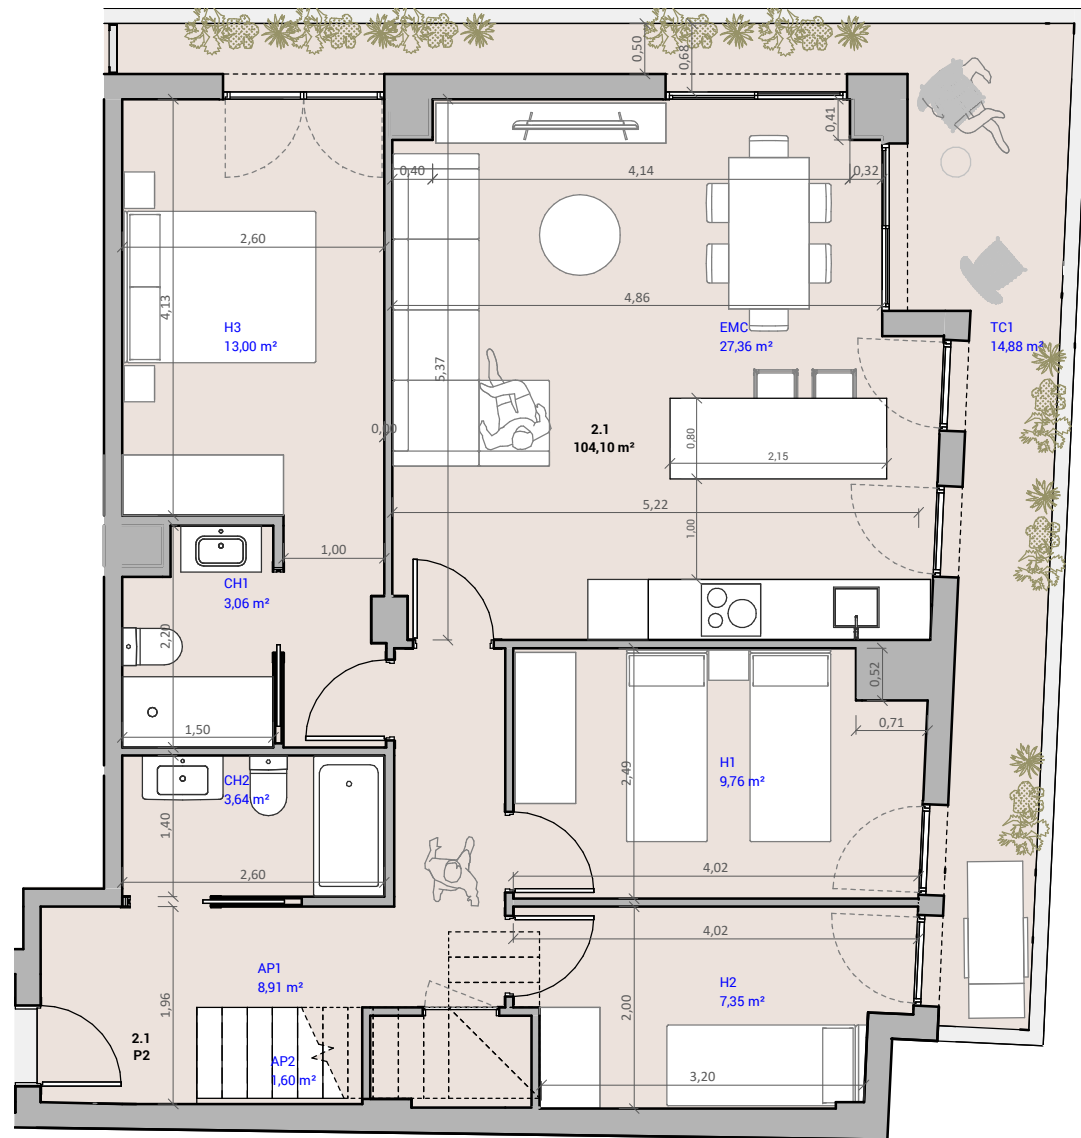 0,50
0,68
0,41
0,40
4,14
0,32
2,60
4,13
4,86
H3
13,00 m²
EMC
27,36 m²
TC1
14,88 m²
5,37
0,00
2.1
104,10 m²
0,80
2,15
5,22
1,00
1,00
CH1
3,06 m²
2,20
1,50
0,52
0,71
H1
9,76 m²
2,49
CH2
3,64 m²
1,40
2,60
4,02
4,02
AP1
8,91 m²
1,96
H2
7,35 m²
2,00
2.1
P2
AP2
1,60 m²
3,20